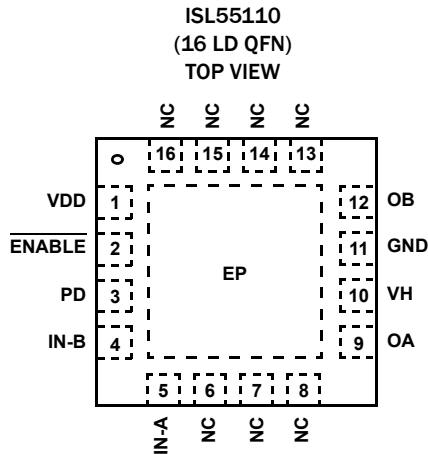 ISL55110
(16 LD QFN)
TOP VIEW
NC NC NC NC
16 15 14 13
VDD 1 12 OB
ENABLE 2 11 GND
EP
PD 3 10 VH
IN-B 4 9 OA
5 6 7 8
IN-A NC NC NC